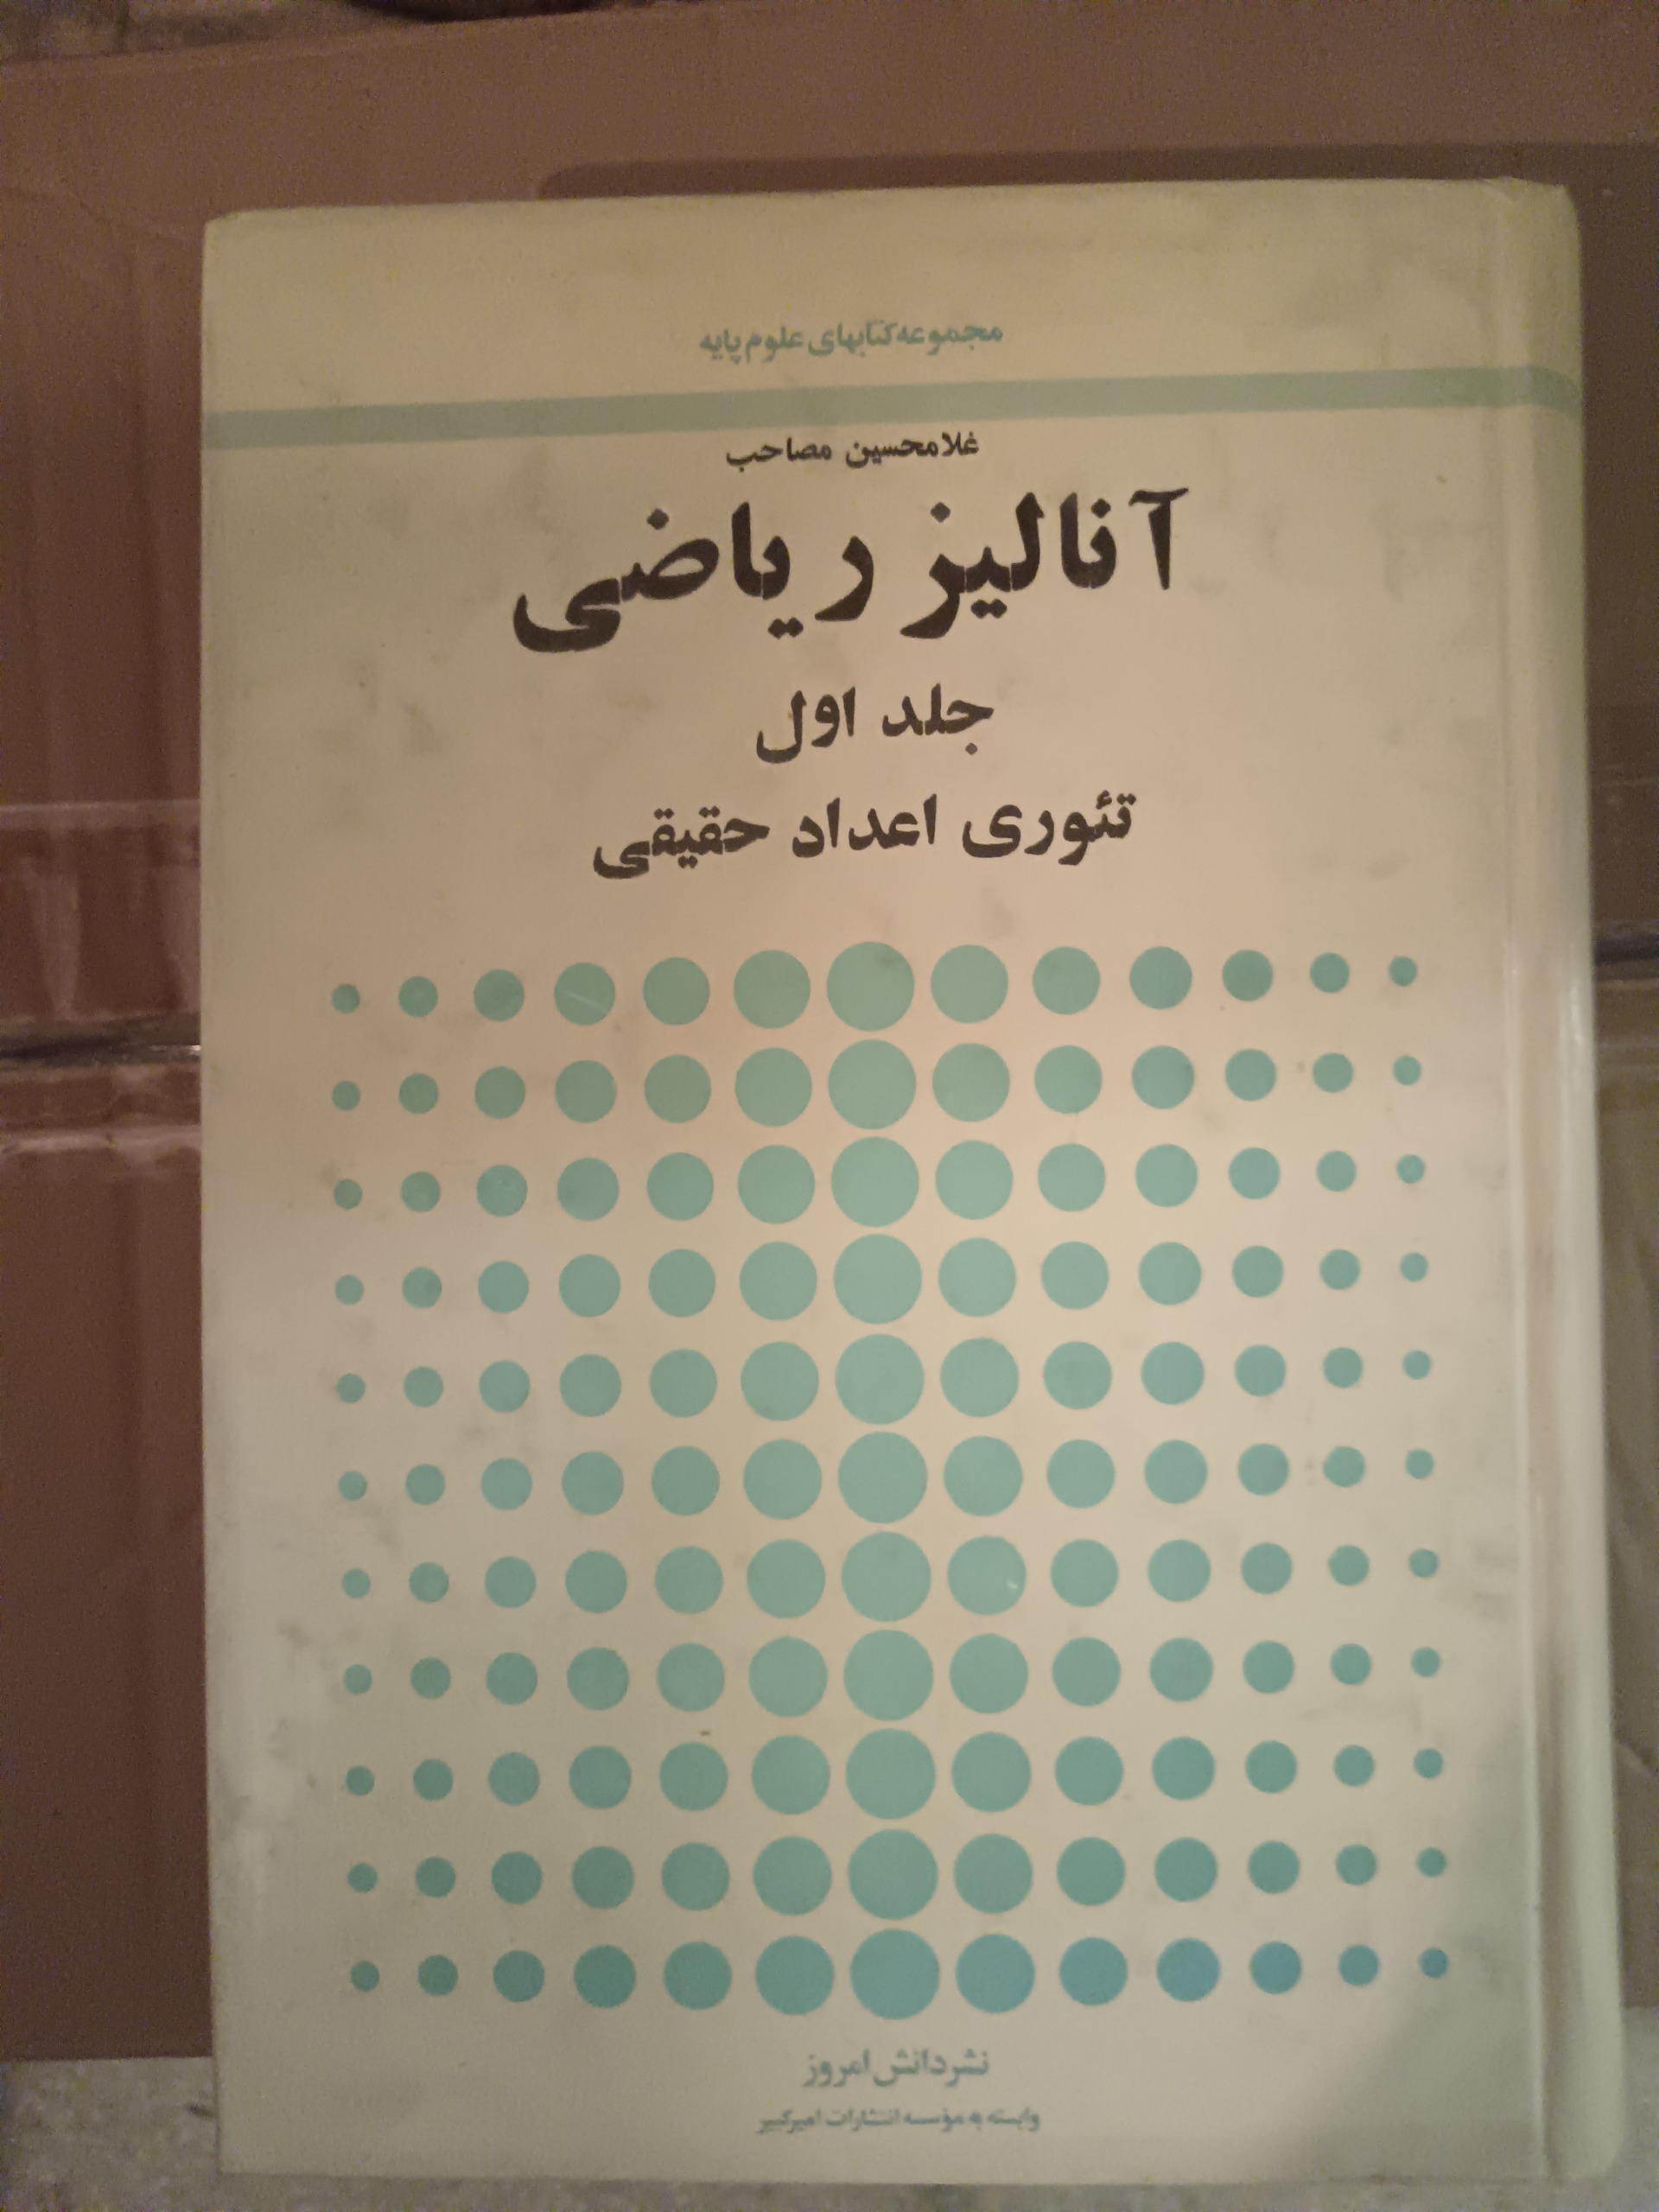 مجموعه کتابهای علوم پایه
غلامحسین مصاحب
آنالیز ریاضی
جلد اول
تئوری اعداد حقیقی
نشر دانش امروز
وابسته به مؤسسه انتشارات امیرکبیر